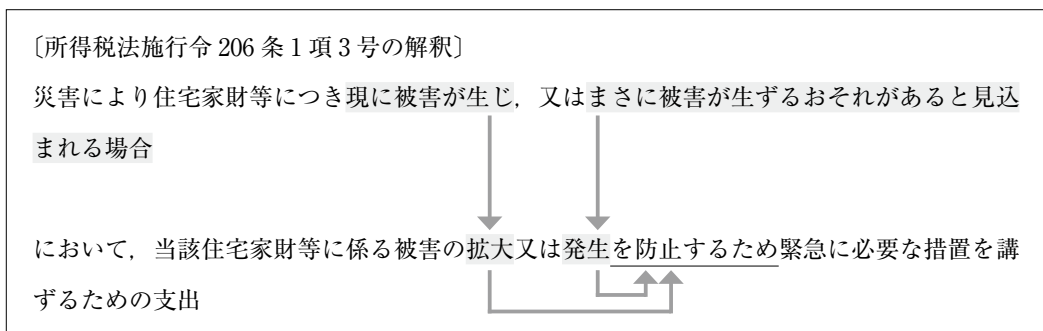 〔所得税法施行令 206 条 1 項 3 号の解釈〕
災害により住宅家財等につき現に被害が生じ，又はまさに被害が生ずるおそれがあると見込
まれる場合
において，当該住宅家財等に係る被害の拡大又は発生を防止するため緊急に必要な措置を講
ずるための支出